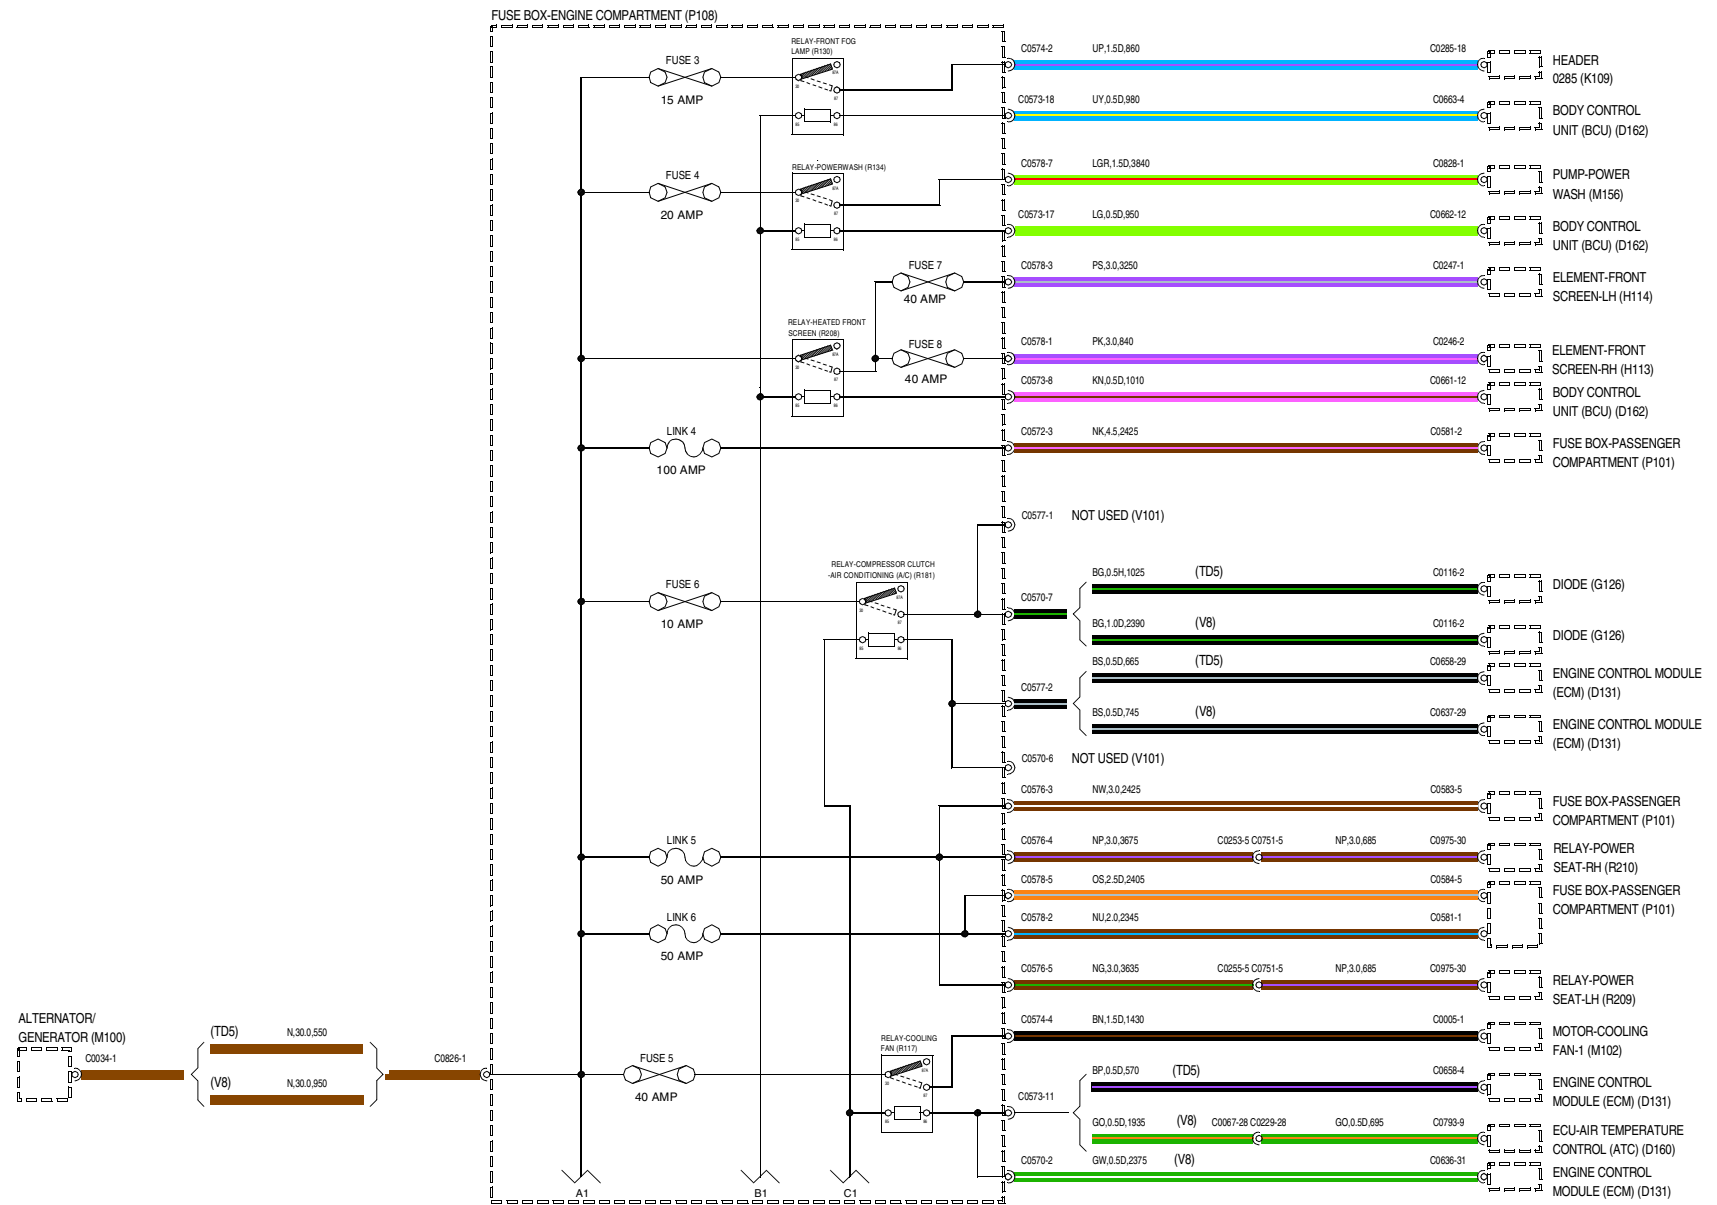 FUSE BOX-ENGINE COMPARTMENT (P108)
RELAY-FRONT FOG
LAMP (R130)
FUSE 3
15 AMP
C0574-2 UP,1.5D,860 C0285-18
HEADER
0285 (K109)
C0573-18 UY,0.5D,980 C0663-4
BODY CONTROL
UNIT (BCU) (D162)
RELAY-POWERWASH (R134)
FUSE 4
20 AMP
C0578-7 LGR,1.5D,3840 C0828-1
PUMP-POWER
WASH (M156)
C0573-17 LG,0.5D,950 C0662-12
BODY CONTROL
UNIT (BCU) (D162)
FUSE 7
40 AMP
C0578-3 PS,3.0,3250 C0247-1
ELEMENT-FRONT
SCREEN-LH (H114)
RELAY-HEATED FRONT
SCREEN (R208)
FUSE 8
40 AMP
C0578-1 PK,3.0,840 C0246-2
ELEMENT-FRONT
SCREEN-RH (H113)
C0573-8 KN,0.5D,1010 C0661-12
BODY CONTROL
UNIT (BCU) (D162)
LINK 4
100 AMP
C0572-3 NK,4.5,2425 C0581-2
FUSE BOX-PASSENGER
COMPARTMENT (P101)
C0577-1 NOT USED (V101)
RELAY-COMPRESSOR CLUTCH
-AIR CONDITIONING (A/C) (R181)
FUSE 6
10 AMP
C0570-7
BG,0.5H,1025 (TD5) C0116-2
DIODE (G126)
BG,1.0D,2390 (V8) C0116-2
DIODE (G126)
C0577-2
BS,0.5D,665 (TD5) C0658-29
ENGINE CONTROL MODULE
(ECM) (D131)
BS,0.5D,745 (V8) C0637-29
ENGINE CONTROL MODULE
(ECM) (D131)
C0570-6 NOT USED (V101)
C0576-3 NW,3.0,2425 C0583-5
FUSE BOX-PASSENGER
COMPARTMENT (P101)
LINK 5
50 AMP
C0576-4 NP,3.0,3675 C0253-5 C0751-5 NP,3.0,685 C0975-30
RELAY-POWER
SEAT-RH (R210)
C0578-5 OS,2.5D,2405 C0584-5
FUSE BOX-PASSENGER
COMPARTMENT (P101)
LINK 6
50 AMP
C0578-2 NU,2.0,2345 C0581-1
C0576-5 NG,3.0,3635 C0255-5 C0751-5 NP,3.0,685 C0975-30
RELAY-POWER
SEAT-LH (R209)
ALTERNATOR/
GENERATOR (M100)
C0034-1
(TD5) N,30.0,550
(V8) N,30.0,950
C0826-1
RELAY-COOLING
FAN (R117)
FUSE 5
40 AMP
C0574-4 BN,1.5D,1430 C0005-1
MOTOR-COOLING
FAN-1 (M102)
C0573-11
BP,0.5D,570 (TD5) C0658-4
ENGINE CONTROL
MODULE (ECM) (D131)
GO,0.5D,1935 (V8) C0067-28 C0229-28 GO,0.5D,695 C0793-9
ECU-AIR TEMPERATURE
CONTROL (ATC) (D160)
C0570-2 GW,0.5D,2375 (V8) C0636-31
ENGINE CONTROL
MODULE (ECM) (D131)
A1 B1 C1